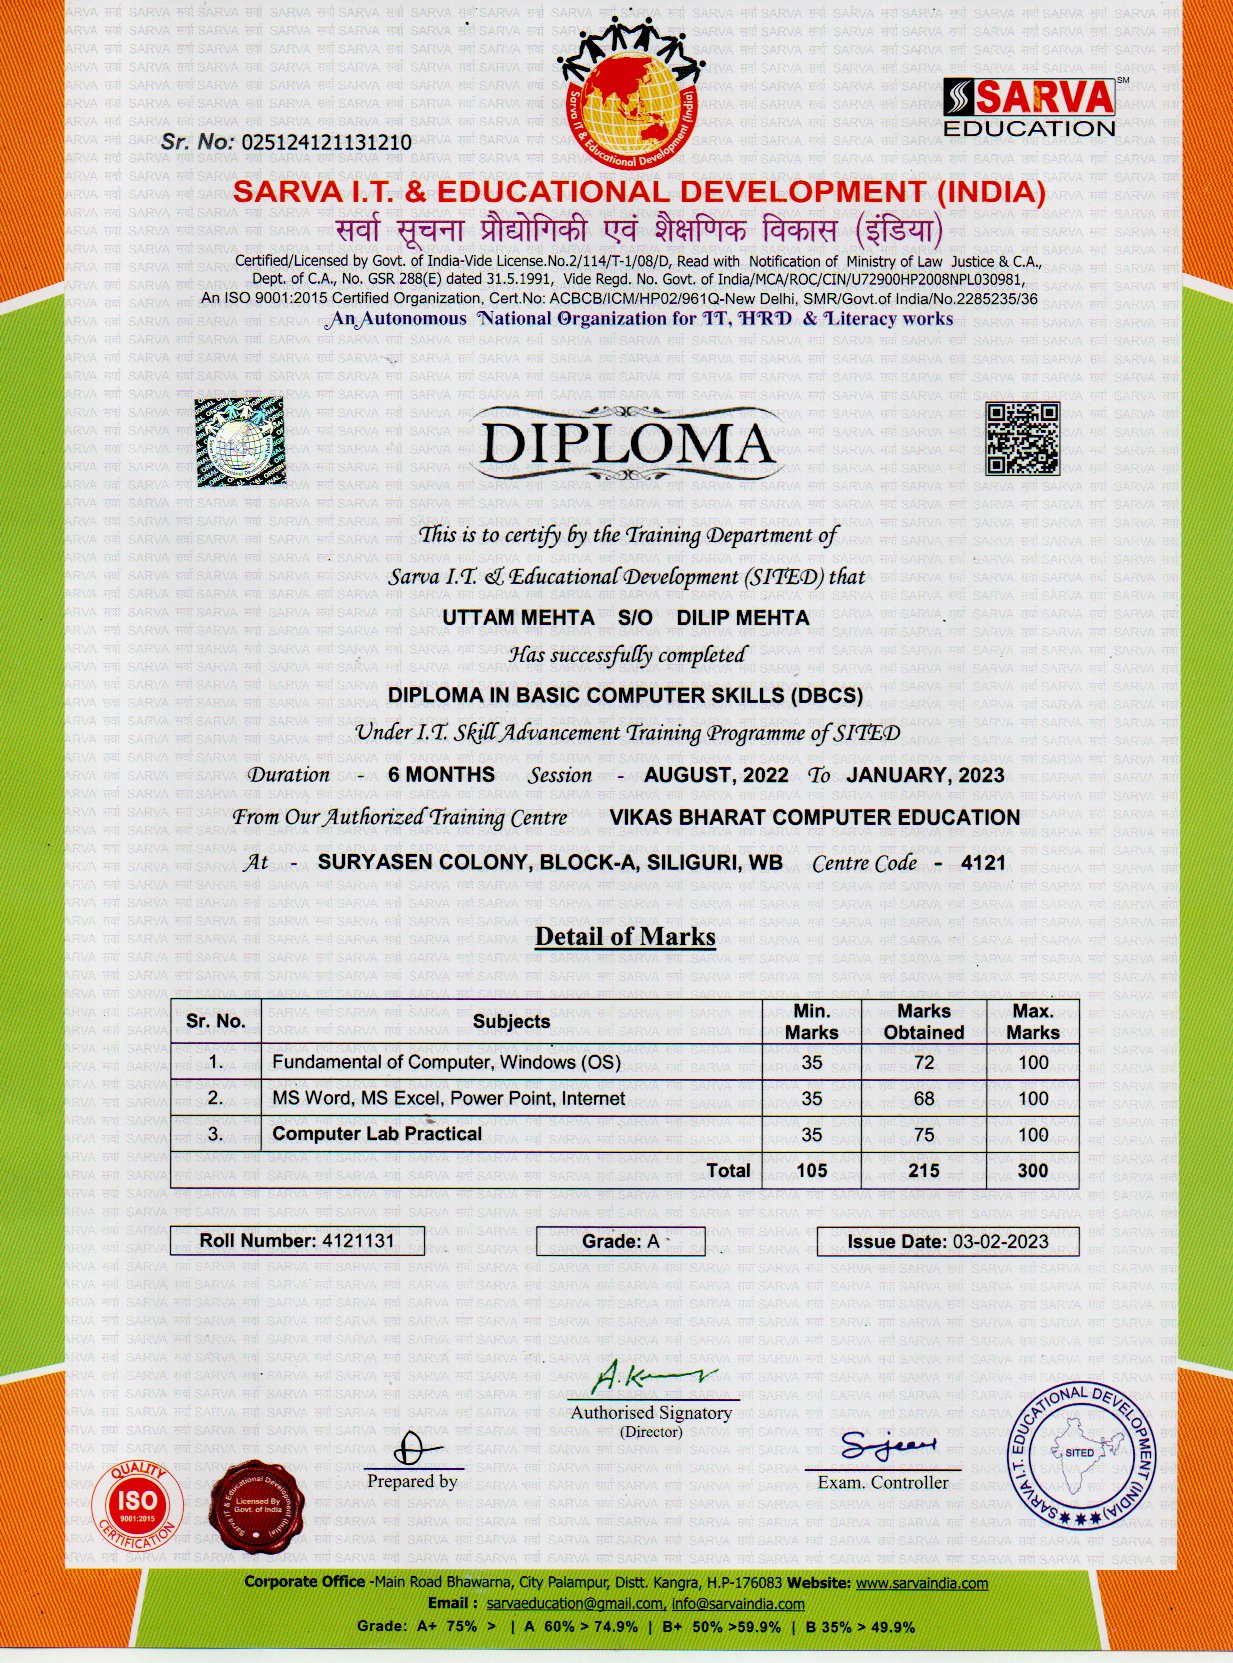 SARVA SM
EDUCATION
Sarva IT & Educational Development (India)
Sr. No: 025124121131210
SARVA I.T. & EDUCATIONAL DEVELOPMENT (INDIA)
सर्वा सूचना प्रौद्योगिकी एवं शैक्षणिक विकास (इंडिया)
Certified/Licensed by Govt. of India-Vide License.No.2/114/T-1/08/D, Read with Notification of Ministry of Law Justice & C.A.,
Dept. of C.A., No. GSR 288(E) dated 31.5.1991, Vide Regd. No. Govt. of India/MCA/ROC/CIN/U72900HP2008NPL030981,
An ISO 9001:2015 Certified Organization, Cert.No: ACBCB/ICM/HP02/961Q-New Delhi, SMR/Govt.of India/No.2285235/36
An Autonomous National Organization for IT, HRD & Literacy works
DIPLOMA
This is to certify by the Training Department of
Sarva I.T. & Educational Development (SITED) that
UTTAM MEHTA S/O DILIP MEHTA
Has successfully completed
DIPLOMA IN BASIC COMPUTER SKILLS (DBCS)
Under I.T. Skill Advancement Training Programme of SITED
Duration - 6 MONTHS Session - AUGUST, 2022 To JANUARY, 2023
From Our Authorized Training Centre VIKAS BHARAT COMPUTER EDUCATION
At - SURYASEN COLONY, BLOCK-A, SILIGURI, WB Centre Code - 4121
Detail of Marks
Sr. No. Subjects Min. Marks Marks Obtained Max. Marks
1. Fundamental of Computer, Windows (OS) 35 72 100
2. MS Word, MS Excel, Power Point, Internet 35 68 100
3. Computer Lab Practical 35 75 100
Total 105 215 300
Roll Number: 4121131 Grade: A Issue Date: 03-02-2023
A.K
Authorised Signatory
(Director)
Prepared by
Exam. Controller
QUALITY
ISO
9001:2015
CERTIFICATION
Sarva IT & Educational Development (India)
Licensed By
Govt. of India
SARVA I.T. EDUCATIONAL DEVELOPMENT (INDIA)
SITED
Corporate Office -Main Road Bhawarna, City Palampur, Distt. Kangra, H.P-176083 Website: www.sarvaindia.com
Email : sarvaeducation@gmail.com, info@sarvaindia.com
Grade: A+ 75% > | A 60% > 74.9% | B+ 50% >59.9% | B 35% > 49.9%